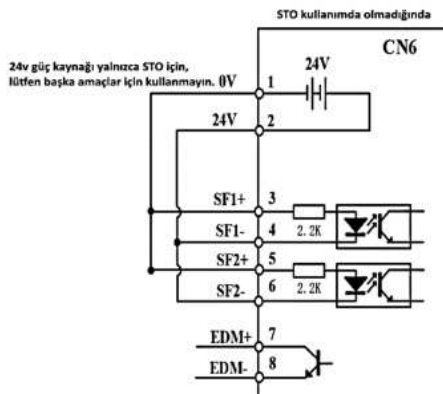 STO kullanımda olmadığında
CN6
24v güç kaynağı yalnızca STO için,
lütfen başka amaçlar için kullanmayın.
0V 1
24V
24V 2
SF1+ 3
2.2K
SF1- 4
SF2+ 5
2.2K
SF2- 6
EDM+ 7
EDM- 8